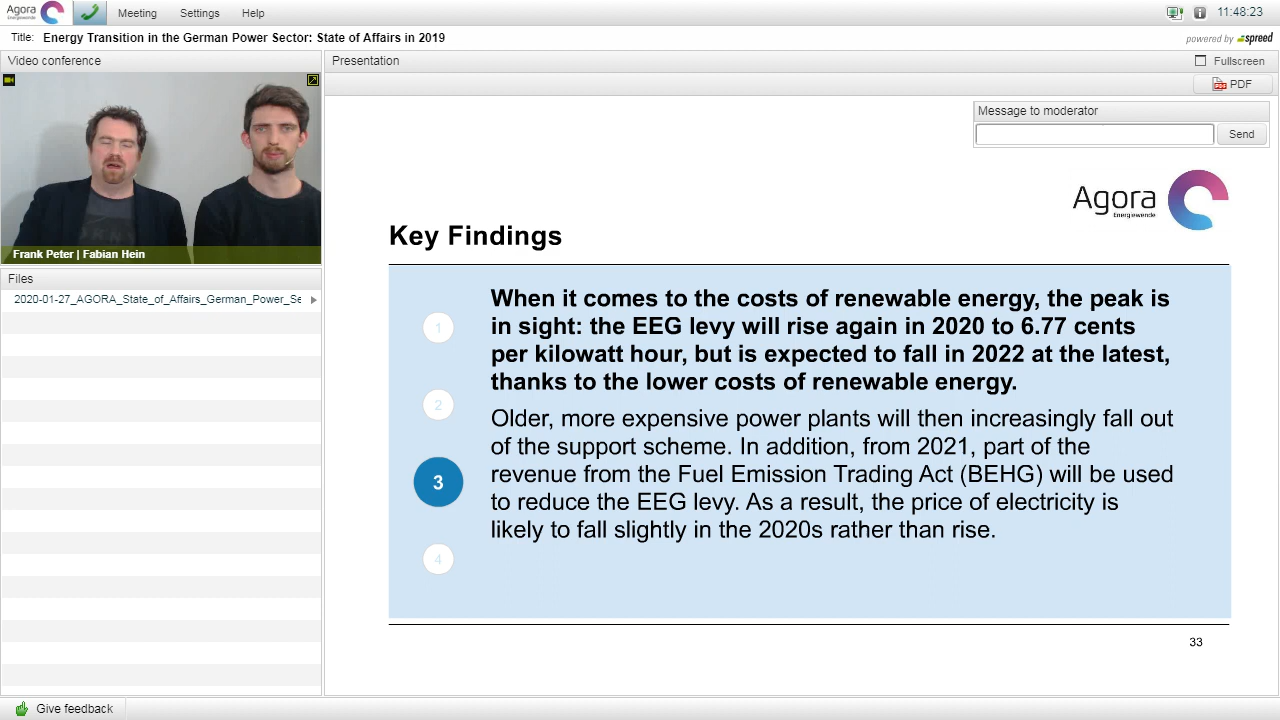 Agora
Energiewende
Meeting
Settings
Help
11:48:23
Title: Energy Transition in the German Power Sector: State of Affairs in 2019
powered by spreed
Video conference
Presentation
Fullscreen
PDF
Message to moderator
Send
Frank Peter | Fabian Hein
Files
2020-01-27_AGORA_State_of_Affairs_German_Power_Se
Agora
Energiewende
Key Findings
1
2
3
4
When it comes to the costs of renewable energy, the peak is
in sight: the EEG levy will rise again in 2020 to 6.77 cents
per kilowatt hour, but is expected to fall in 2022 at the latest,
thanks to the lower costs of renewable energy.
Older, more expensive power plants will then increasingly fall out
of the support scheme. In addition, from 2021, part of the
revenue from the Fuel Emission Trading Act (BEHG) will be used
to reduce the EEG levy. As a result, the price of electricity is
likely to fall slightly in the 2020s rather than rise.
33
Give feedback